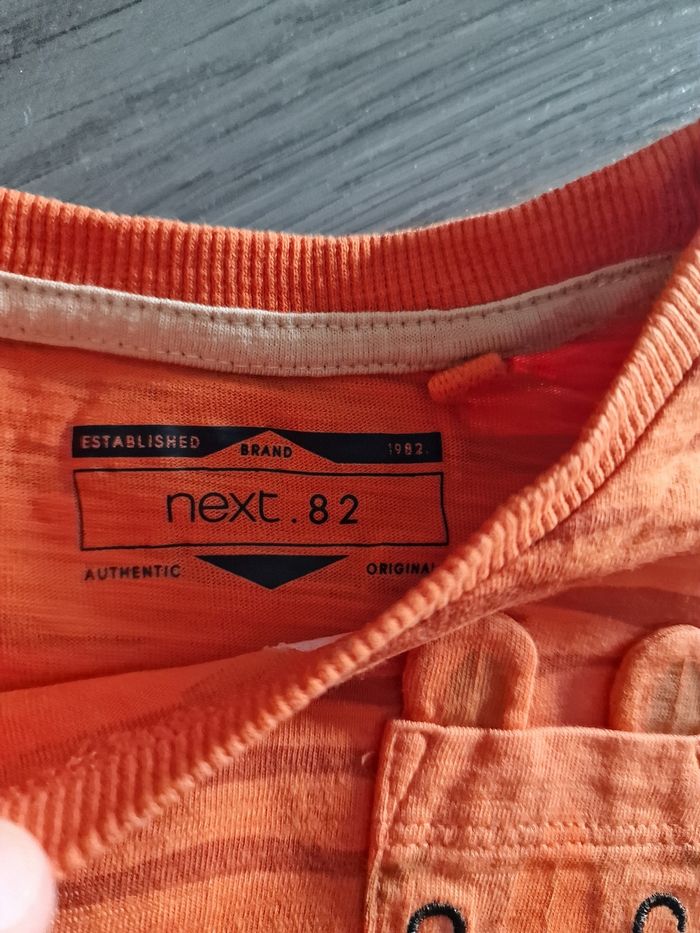 ESTABLISHED BRAND 1982.
next.82
AUTHENTIC ORIGINAL